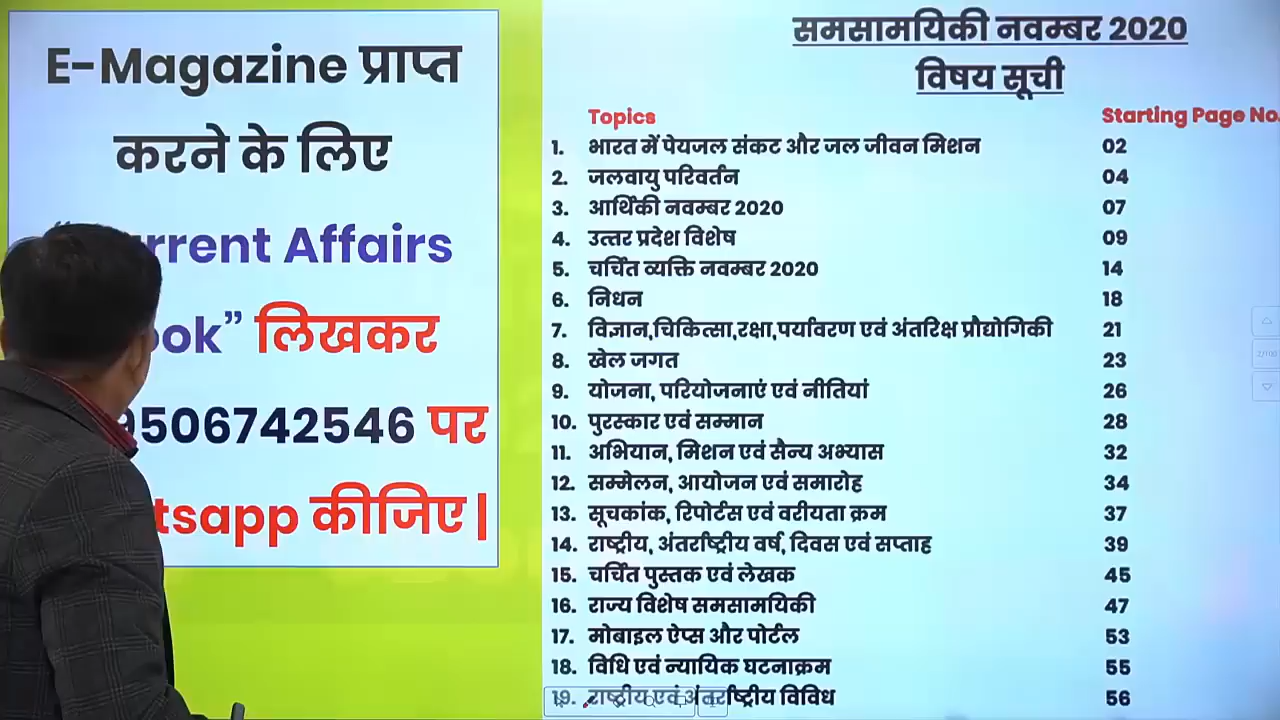 E-Magazine प्राप्त
करने के लिए
Affairs
लिखकर
9506742546 पर
कीजिए |
समसामयिकी नवम्बर 2020
विषय सूची
Topics Starting Page No.
1. भारत में पेयजल संकट और जल जीवन मिशन 02
2. जलवायु परिवर्तन 04
3. आर्थिकी नवम्बर 2020 07
4. उत्तर प्रदेश विशेष 09
5. चर्चित व्यक्ति नवम्बर 2020 14
6. निधन 18
7. विज्ञान,चिकित्सा,रक्षा,पर्यावरण एवं अंतरिक्ष प्रौद्योगिकी 21
8. खेल जगत 23
9. योजना, परियोजनाएं एवं नीतियां 26
10. पुरस्कार एवं सम्मान 28
11. अभियान, मिशन एवं सैन्य अभ्यास 32
12. सम्मेलन, आयोजन एवं समारोह 34
13. सूचकांक, रिपोर्टस एवं वरीयता क्रम 37
14. राष्ट्रीय, अंतर्राष्ट्रीय वर्ष, दिवस एवं सप्ताह 39
15. चर्चित पुस्तक एवं लेखक 45
16. राज्य विशेष समसामयिकी 47
17. मोबाइल ऐप्स और पोर्टल 53
18. विधि एवं न्यायिक घटनाक्रम 55
19. राष्ट्रीय एवं अंतर्राष्ट्रीय विविध 56